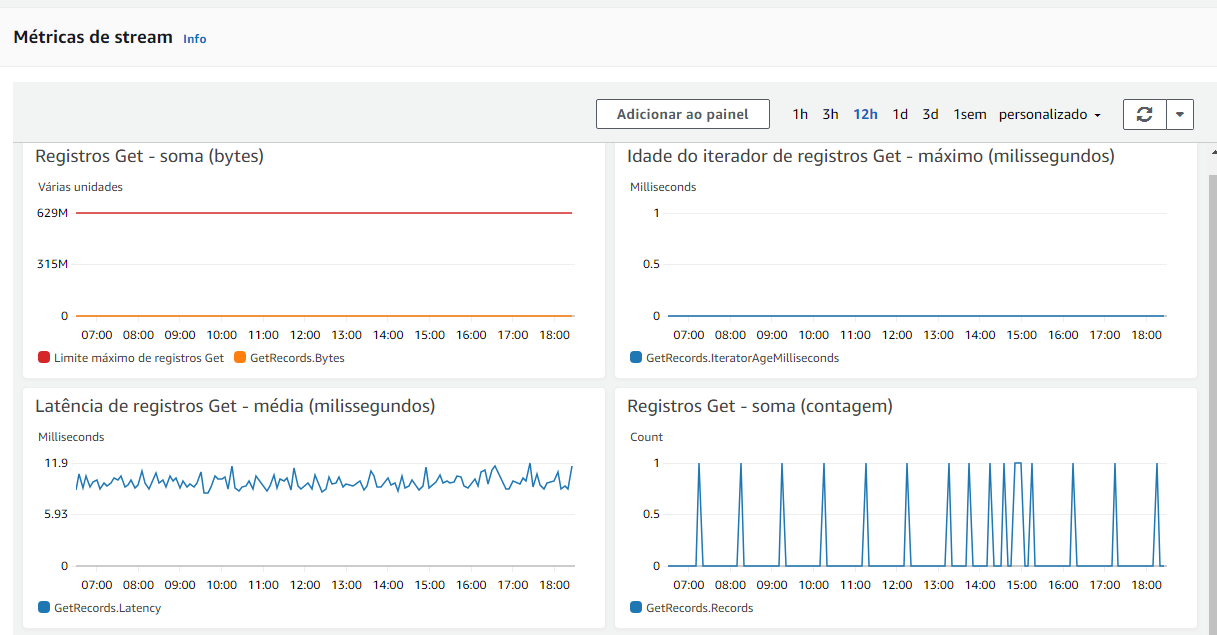 Métricas de stream Info
Adicionar ao painel 1h 3h 12h 1d 3d 1sem personalizado
Registros Get - soma (bytes)
Várias unidades
629M
315M
0
07:00 08:00 09:00 10:00 11:00 12:00 13:00 14:00 15:00 16:00 17:00 18:00
Limite máximo de registros Get GetRecords.Bytes
Idade do iterador de registros Get - máximo (milissegundos)
Milliseconds
1
0.5
0
07:00 08:00 09:00 10:00 11:00 12:00 13:00 14:00 15:00 16:00 17:00 18:00
GetRecords.IteratorAgeMilliseconds
Latência de registros Get - média (milissegundos)
Milliseconds
11.9
5.93
0
07:00 08:00 09:00 10:00 11:00 12:00 13:00 14:00 15:00 16:00 17:00 18:00
GetRecords.Latency
Registros Get - soma (contagem)
Count
1
0.5
0
07:00 08:00 09:00 10:00 11:00 12:00 13:00 14:00 15:00 16:00 17:00 18:00
GetRecords.Records